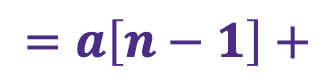 = a[n − 1] +